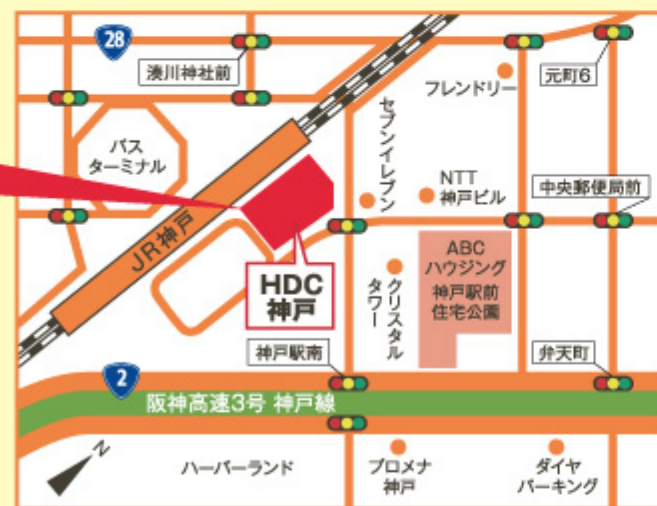 28
湊川神社前
元町6
フレンドリー
バス
ターミナル
セブンイレブン
NTT
神戸ビル
中央郵便局前
JR神戸
HDC
神戸
ABC
ハウジング
神戸駅前
住宅公園
クリスタル
タワー
神戸駅南
弁天町
2
阪神高速3号 神戸線
N
ハーバーランド
プロメナ
神戸
ダイヤ
パーキング